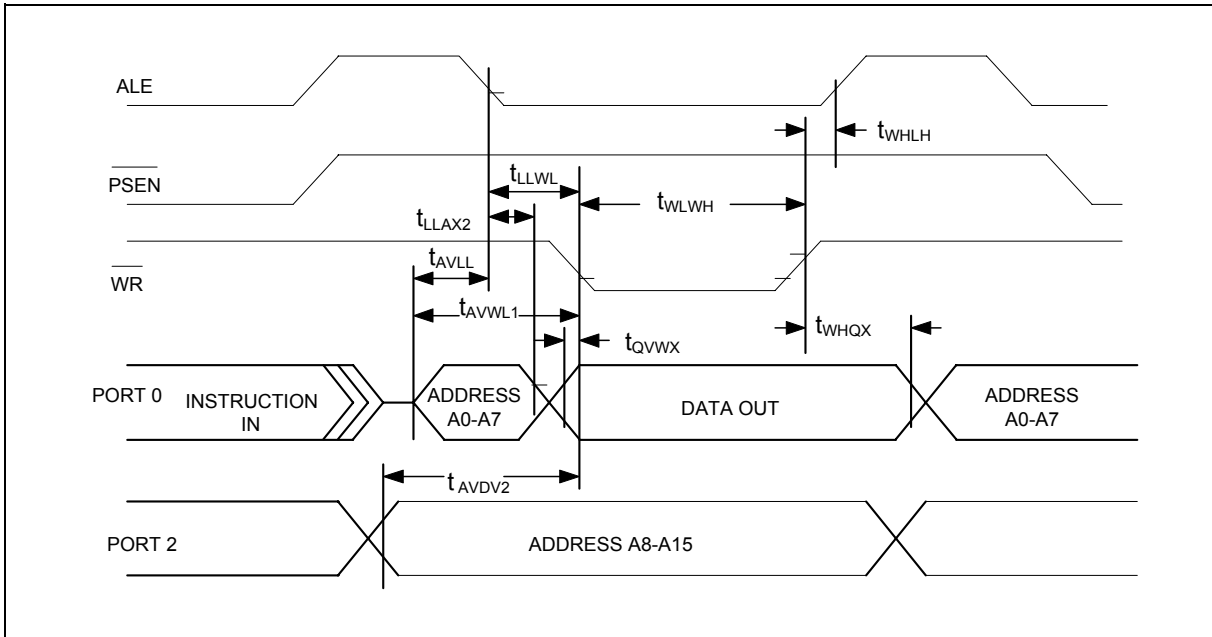 ALE
tWHLH
PSEN
tLLWL
tWLWH
tLLAX2
tAVLL
WR
tAVWL1
tWHQX
tQVWX
PORT 0
INSTRUCTION
IN
ADDRESS
A0-A7
DATA OUT
ADDRESS
A0-A7
t AVDV2
PORT 2
ADDRESS A8-A15